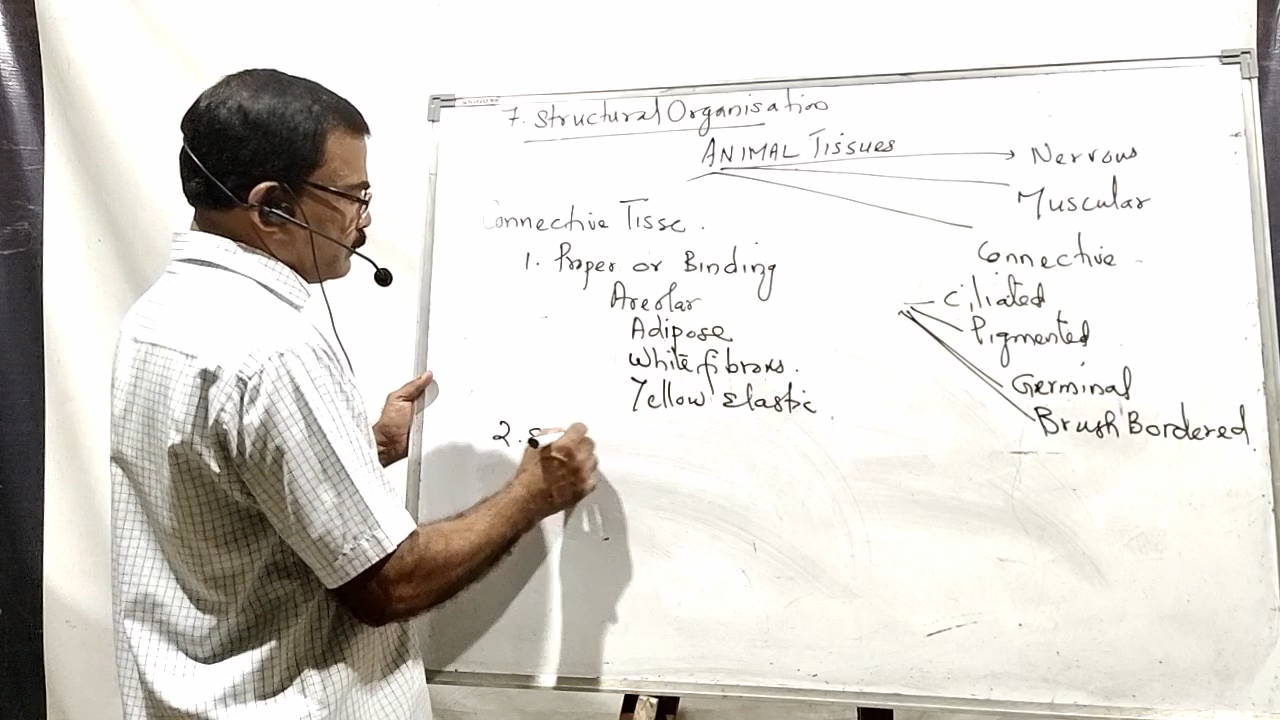 7. Structural Organisation
ANIMAL TISSUES
Nervous
Muscular
Connective
Connective Tisse.
1. Proper or Binding
Areolar
Adipose
White fibrous.
Yellow Elastic
2. S
Ciliated
Pigmented
Germinal
Brush Bordered